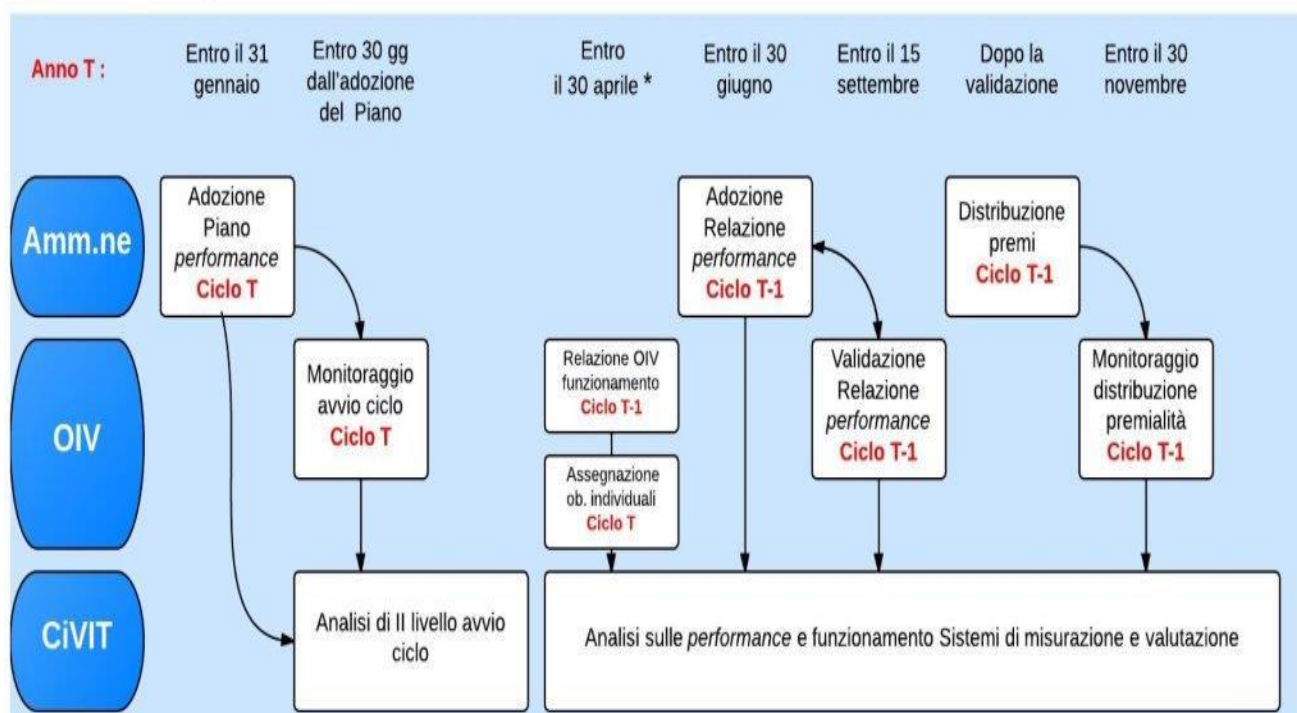 Anno T :
Entro il 31
gennaio
Entro 30 gg
dall'adozione
del Piano
Entro
il 30 aprile *
Entro il 30
giugno
Entro il 15
settembre
Dopo la
validazione
Entro il 30
novembre
Amm.ne
Adozione
Piano
performance
Ciclo T
Adozione
Relazione
performance
Ciclo T-1
Distribuzione
premi
Ciclo T-1
OIV
Monitoraggio
avvio ciclo
Ciclo T
Relazione OIV
funzionamento
Ciclo T-1
Assegnazione
ob. individuali
Ciclo T
Validazione
Relazione
performance
Ciclo T-1
Monitoraggio
distribuzione
premialità
Ciclo T-1
CiVIT
Analisi di II livello avvio
ciclo
Analisi sulle performance e funzionamento Sistemi di misurazione e valutazione